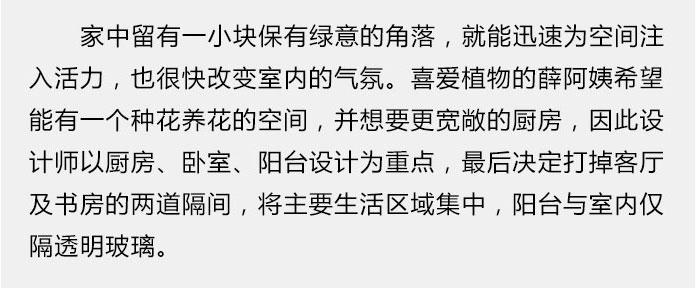 家中留有一小块保有绿意的角落，就能迅速为空间注
入活力，也很快改变室内的气氛。喜爱植物的薛阿姨希望
能有一个种花养花的空间，并想要更宽敞的厨房，因此设
计师以厨房、卧室、阳台设计为重点，最后决定打掉客厅
及书房的两道隔间，将主要生活区域集中，阳台与室内仅
隔透明玻璃。